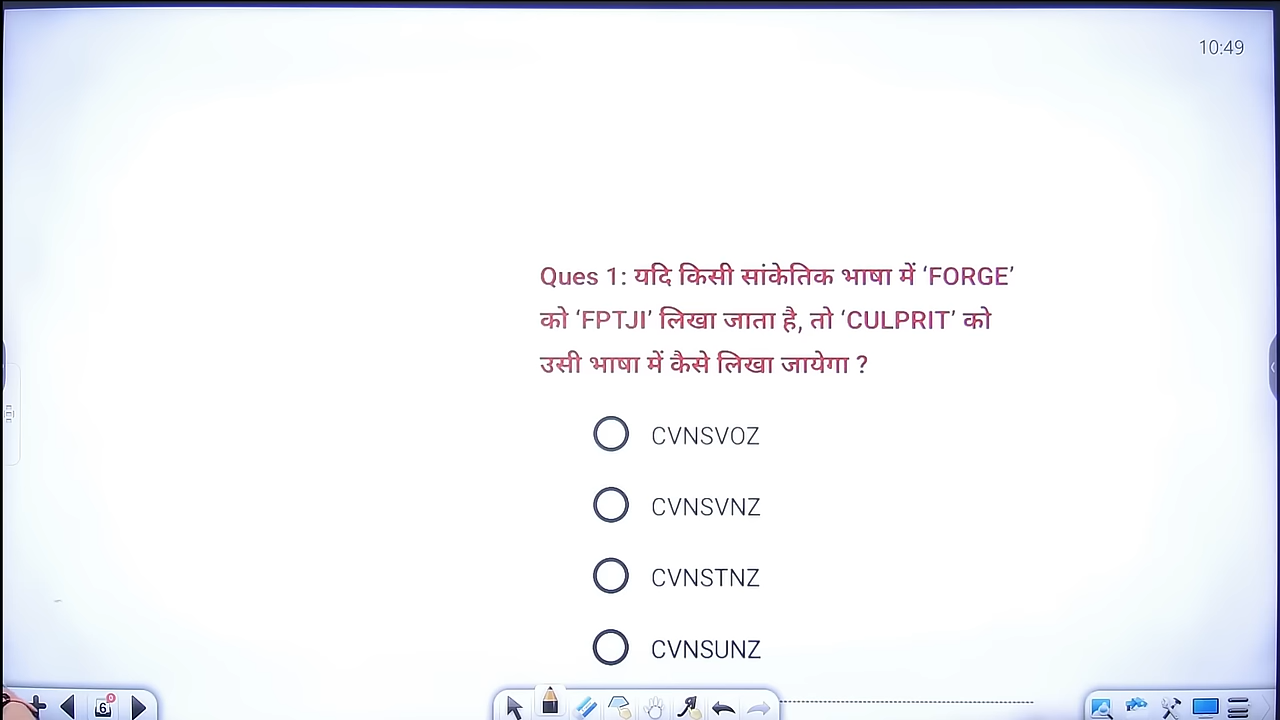 10:49
Ques 1: यदि किसी सांकेतिक भाषा में ‘FORGE’
को ‘FPTJI’ लिखा जाता है, तो ‘CULPRIT’ को
उसी भाषा में कैसे लिखा जायेगा ?
CVNSVOZ
CVNSVNZ
CVNSTNZ
CVNSUNZ
6